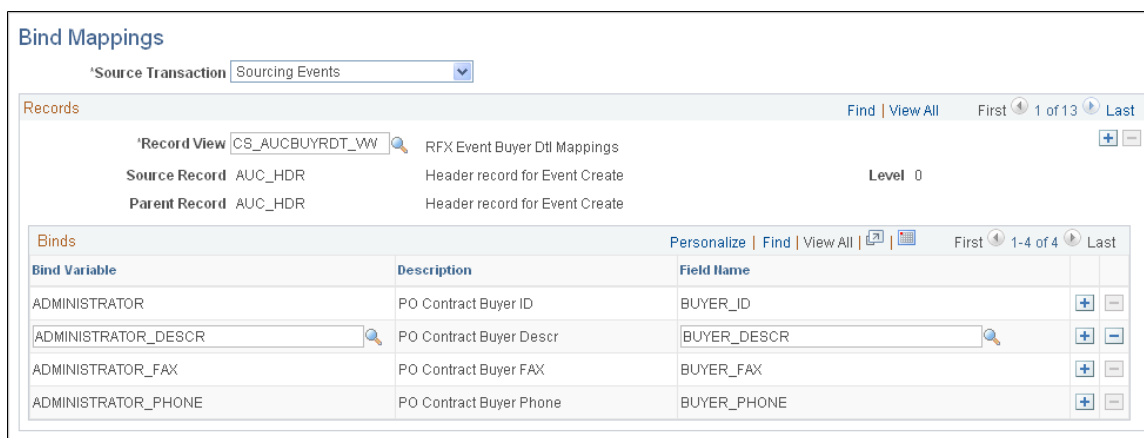 Bind Mappings
*Source Transaction Sourcing Events
Records Find | View All First 1 of 13 Last
*Record View CS_AUCBUYRDT_VW RFX Event Buyer Dtl Mappings
Source Record AUC_HDR Header record for Event Create Level 0
Parent Record AUC_HDR Header record for Event Create
Binds Personalize | Find | View All | | First 1-4 of 4 Last
Bind Variable Description Field Name
ADMINISTRATOR PO Contract Buyer ID BUYER_ID
ADMINISTRATOR_DESCR PO Contract Buyer Descr BUYER_DESCR
ADMINISTRATOR_FAX PO Contract Buyer FAX BUYER_FAX
ADMINISTRATOR_PHONE PO Contract Buyer Phone BUYER_PHONE